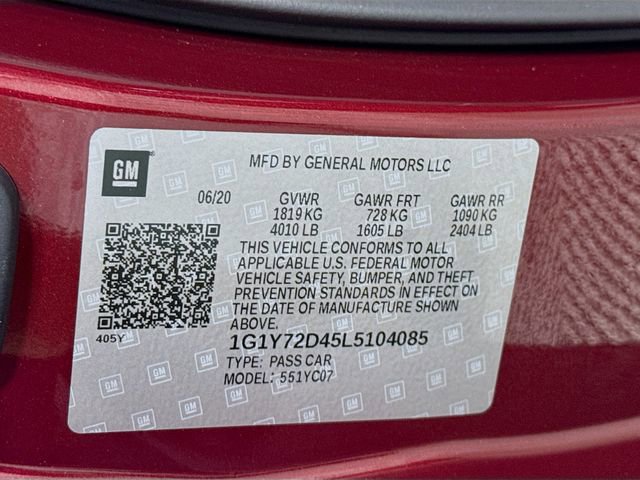 GM
MFD BY GENERAL MOTORS LLC
06/20 GVWR GAWR FRT GAWR RR
1819 KG 728 KG 1090 KG
4010 LB 1605 LB 2404 LB
THIS VEHICLE CONFORMS TO ALL
APPLICABLE U.S. FEDERAL MOTOR
VEHICLE SAFETY, BUMPER, AND THEFT
PREVENTION STANDARDS IN EFFECT ON
THE DATE OF MANUFACTURE SHOWN
ABOVE.
405Y
1G1Y72D45L5104085
TYPE: PASS CAR
MODEL: 551YC07